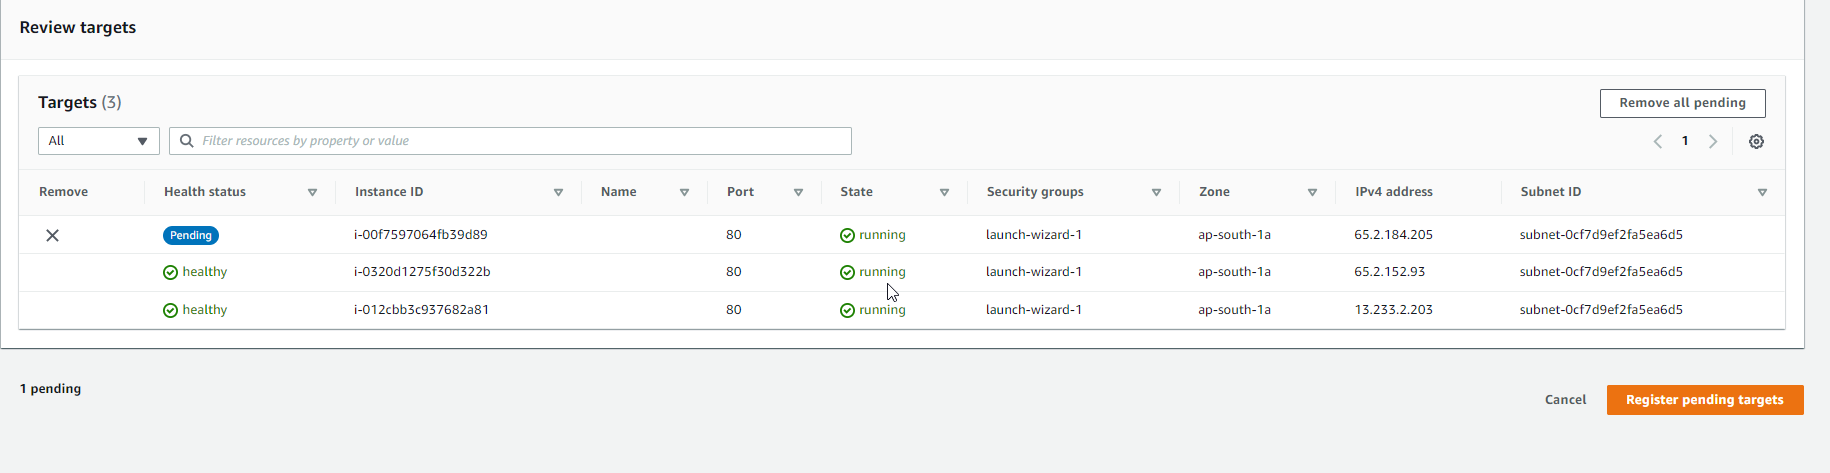 Review targets
Targets (3)
Remove all pending
All
Filter resources by property or value
1
Remove Health status Instance ID Name Port State Security groups Zone IPv4 address Subnet ID
Pending i-00f7597064fb39d89 80 running launch-wizard-1 ap-south-1a 65.2.184.205 subnet-0cf7d9ef2fa5ea6d5
healthy i-0320d1275f30d322b 80 running launch-wizard-1 ap-south-1a 65.2.152.93 subnet-0cf7d9ef2fa5ea6d5
healthy i-012cbb3c937682a81 80 running launch-wizard-1 ap-south-1a 13.233.2.203 subnet-0cf7d9ef2fa5ea6d5
1 pending
Cancel
Register pending targets